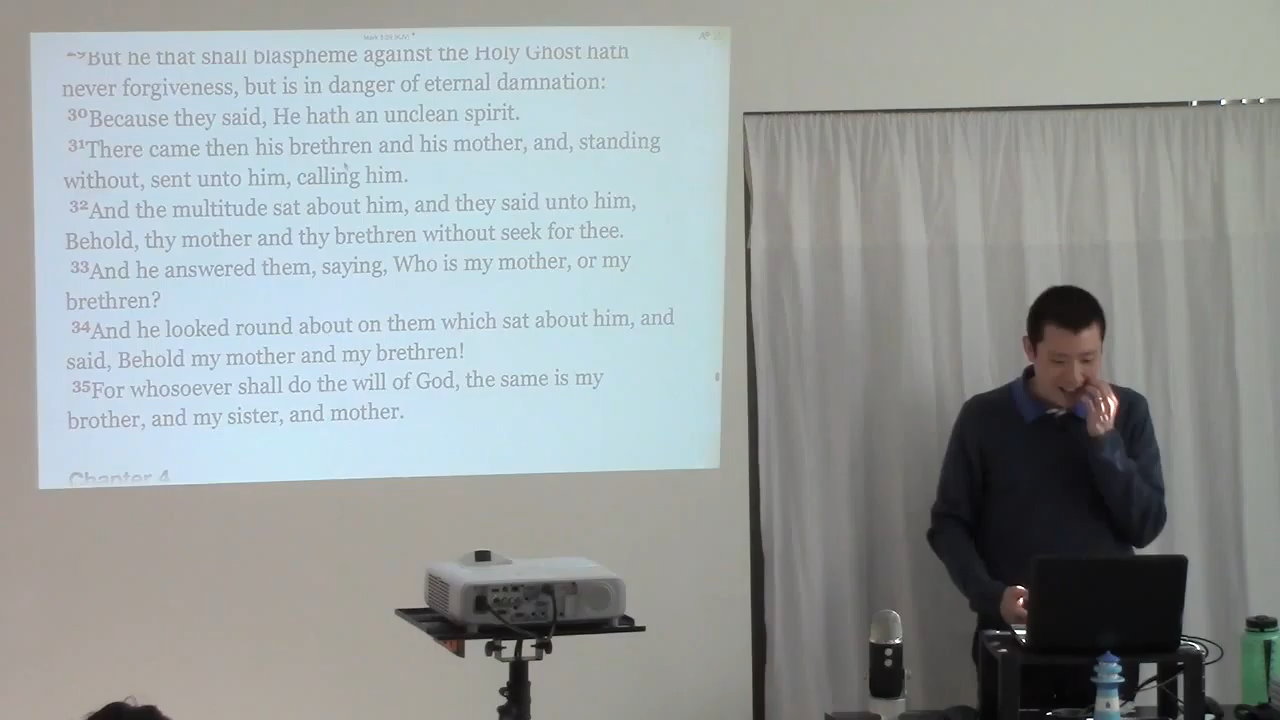 ²⁹But he that shall blaspheme against the Holy Ghost hath
never forgiveness, but is in danger of eternal damnation:
³⁰Because they said, He hath an unclean spirit.
³¹There came then his brethren and his mother, and, standing
without, sent unto him, calling him.
³²And the multitude sat about him, and they said unto him,
Behold, thy mother and thy brethren without seek for thee.
³³And he answered them, saying, Who is my mother, or my
brethren?
³⁴And he looked round about on them which sat about him, and
said, Behold my mother and my brethren!
³⁵For whosoever shall do the will of God, the same is my
brother, and my sister, and mother.
Chapter 4